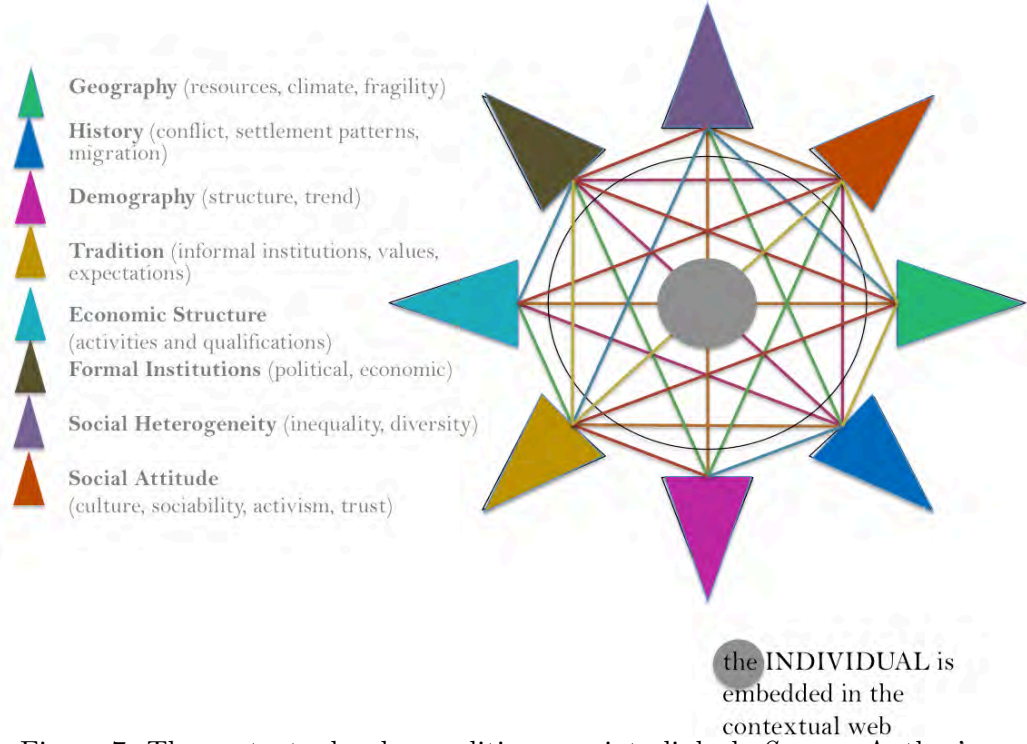 Geography (resources, climate, fragility)
History (conflict, settlement patterns,
migration)
Demography (structure, trend)
Tradition (informal institutions, values,
expectations)
Economic Structure
(activities and qualifications)
Formal Institutions (political, economic)
Social Heterogeneity (inequality, diversity)
Social Attitude
(culture, sociability, activism, trust)
the INDIVIDUAL is
embedded in the
contextual web